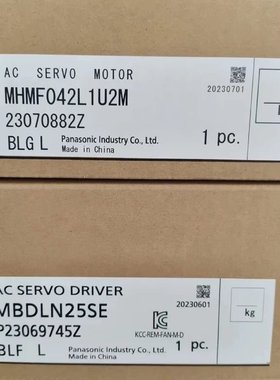 AC SERVO MOTOR
20230701
MHMF042L1U2M
23070882Z
BLG L
Panasonic Industry Co., Ltd.
Made in China
1 pc.
AC SERVO DRIVER
20230601
MBDLN25SE
P23069745Z
KCC-REM-FAN-M-D
kg
BLF L
Panasonic Industry Co., Ltd.
Made in China
1 pc.